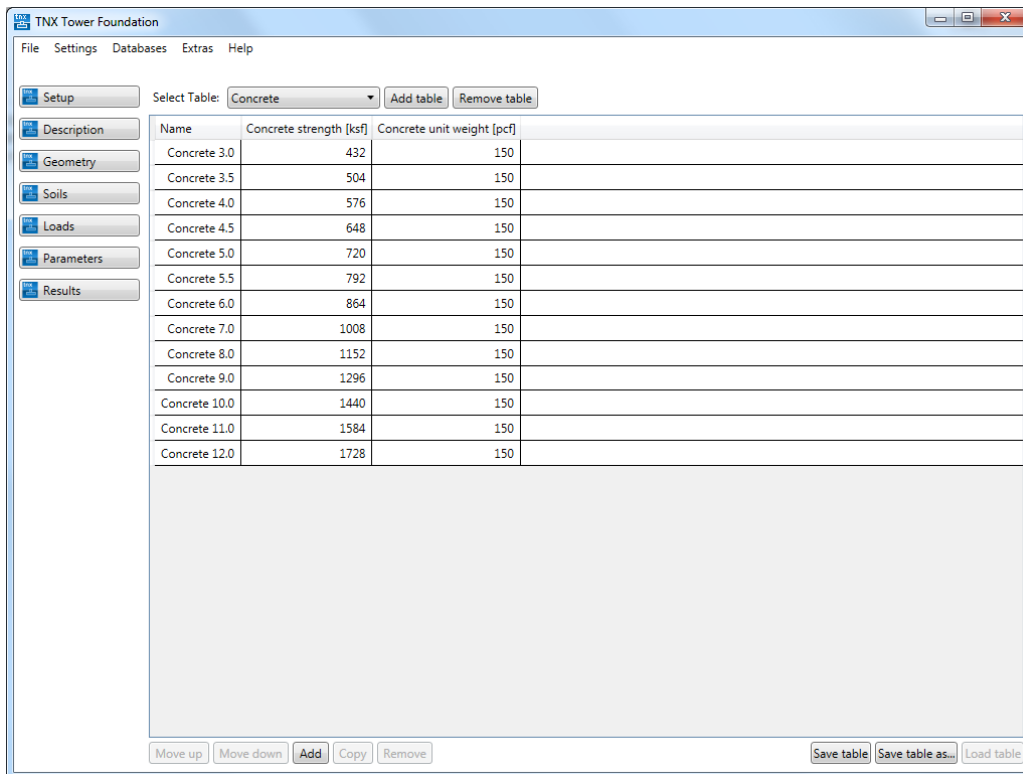 TNX Tower Foundation
File Settings Databases Extras Help
Setup
Description
Geometry
Soils
Loads
Parameters
Results
Select Table: Concrete Add table Remove table
Name Concrete strength [ksf] Concrete unit weight [pcf]
Concrete 3.0 432 150
Concrete 3.5 504 150
Concrete 4.0 576 150
Concrete 4.5 648 150
Concrete 5.0 720 150
Concrete 5.5 792 150
Concrete 6.0 864 150
Concrete 7.0 1008 150
Concrete 8.0 1152 150
Concrete 9.0 1296 150
Concrete 10.0 1440 150
Concrete 11.0 1584 150
Concrete 12.0 1728 150
Move up Move down Add Copy Remove Save table Save table as... Load table